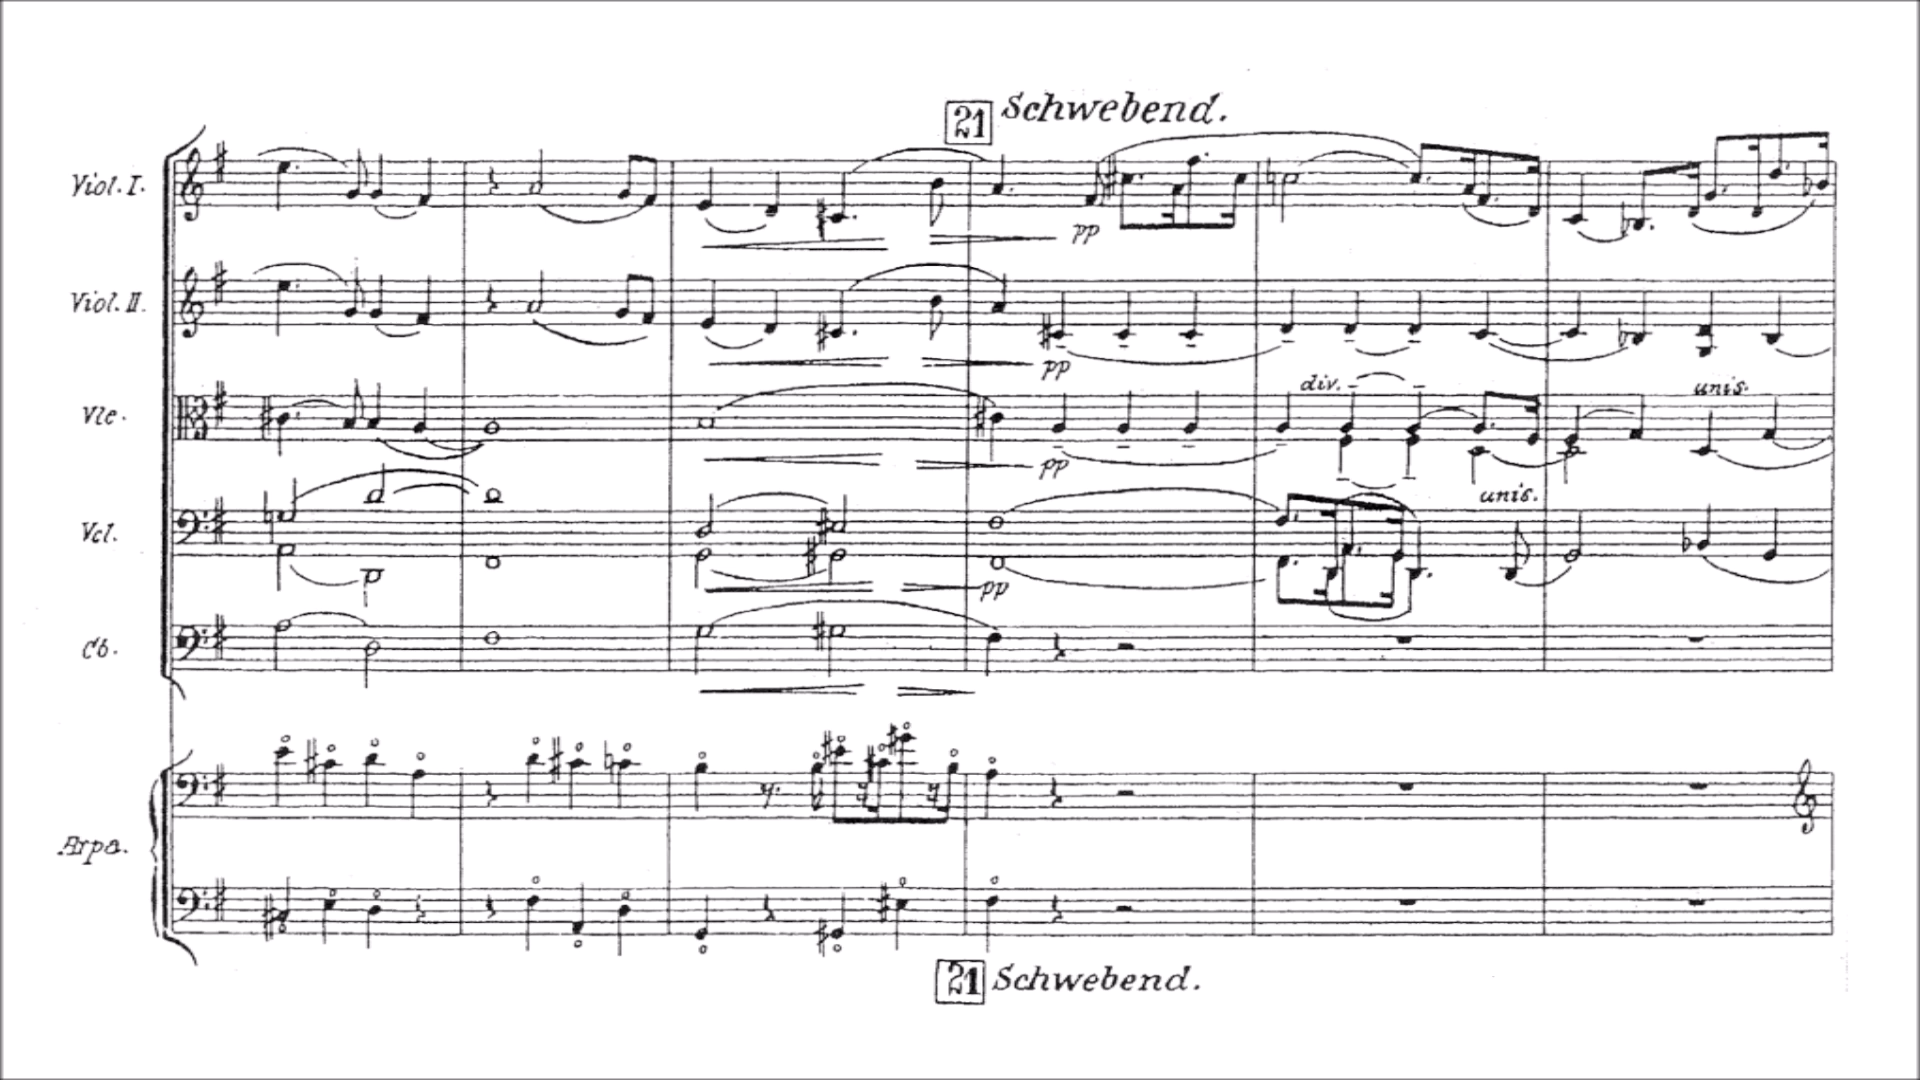 21 Schwebend.
Viol. I.
pp
Viol. II.
pp
div.
unis.
Vle.
pp
unis.
Vcl.
pp
Cb.
Arpa.
21 Schwebend.